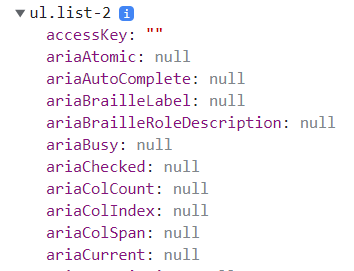 ul.list-2 i
accessKey: ""
ariaAtomic: null
ariaAutoComplete: null
ariaBrailleLabel: null
ariaBrailleRoleDescription: null
ariaBusy: null
ariaChecked: null
ariaColCount: null
ariaColIndex: null
ariaColSpan: null
ariaCurrent: null